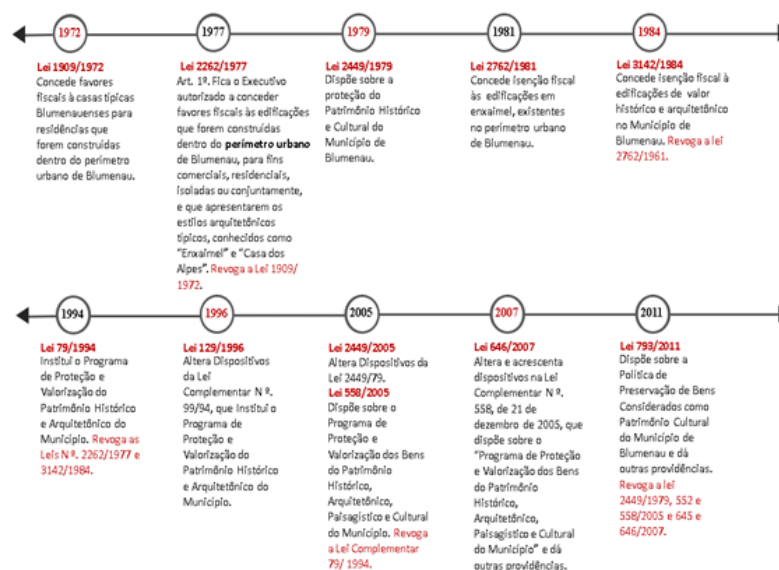 1972
1977
1979
1981
1984
Lei 1909/1972
Concede favores
fiscais à casas típicas
Blumenauenses para
residências que
forem construídas
dentro do perímetro
urbano de Blumenau.
Lei 2262/1977
Art. 1º. Fica o Executivo
autorizado a conceder
favores fiscais às edificações
que forem construídas
dentro do perímetro urbano
de Blumenau, para fins
comerciais, residenciais,
isoladas ou conjuntamente,
e que apresentarem os
estilos arquitetônicos
típicos, conhecidos como
"Enxaimel" e "Casa dos
Alpes". Revoga a Lei 1909/
1972.
Lei 2449/1979
Dispõe sobre a
proteção do
Patrimônio Histórico
e Cultural do
Município de
Blumenau.
Lei 2762/1981
Concede isenção fiscal
às edificações em
enxaimel, existentes
no perímetro urbano
de Blumenau.
Lei 3142/1984
Concede isenção fiscal à
edificações de valor
histórico e arquitetônico
no Município de
Blumenau. Revoga a lei
2762/1961.
1994
1996
2005
2007
2011
Lei 79/1994
Institui o Programa
de Proteção e
Valorização do
Patrimônio Histórico
e Arquitetônico do
Município. Revoga as
Leis Nº. 2262/1977 e
3142/1984.
Lei 129/1996
Altera Dispositivos
da Lei
Complementar Nº.
99/94, que Institui o
Programa de
Proteção e
Valorização do
Patrimônio Histórico
e Arquitetônico do
Município.
Lei 2449/2005
Altera Dispositivos da
Lei 2449/79.
Lei 558/2005
Dispõe sobre o
Programa de
Proteção e
Valorização dos Bens
do Patrimônio
Histórico,
Arquitetônico,
Paisagístico e Cultural
do Município. Revoga
a Lei Complementar
79/ 1994.
Lei 646/2007
Altera e acrescenta
dispositivos na Lei
Complementar Nº.
558, de 21 de
dezembro de 2005, que
dispõe sobre o
"Programa de Proteção
e Valorização dos Bens
do Patrimônio
Histórico,
Arquitetônico,
Paisagístico e Cultural
do Município" e dá
outras providências.
Lei 793/2011
Dispõe sobre a
Política de
Preservação de Bens
Considerados como
Patrimônio Cultural
do Município de
Blumenau e dá
outras providências.
Revoga a lei
2449/1979, 552 e
558/2005 e 645 e
646/2007.